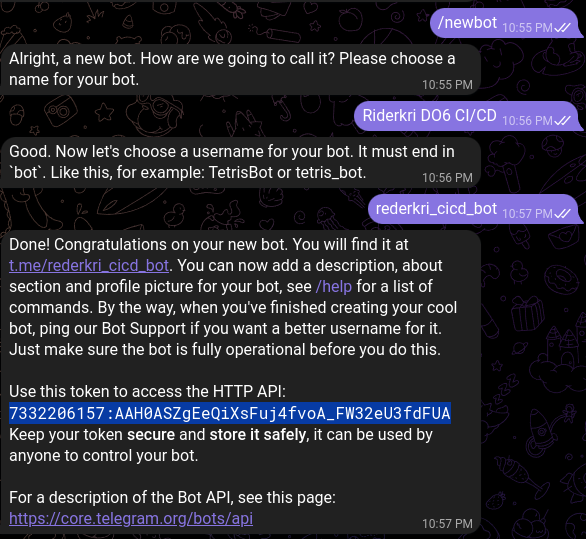 /newbot
10:55 PM
Alright, a new bot. How are we going to call it? Please choose a
name for your bot.
10:55 PM
Riderkri DO6 CI/CD
10:56 PM
Good. Now let's choose a username for your bot. It must end in
`bot`. Like this, for example: TetrisBot or tetris_bot.
10:56 PM
rederkri_cicd_bot
10:57 PM
Done! Congratulations on your new bot. You will find it at
t.me/rederkri_cicd_bot. You can now add a description, about
section and profile picture for your bot, see /help for a list of
commands. By the way, when you've finished creating your cool
bot, ping our Bot Support if you want a better username for it.
Just make sure the bot is fully operational before you do this.
Use this token to access the HTTP API:
7332206157:AAH0ASZgEeQiXsFuj4fvoA_FW32eU3fdFUA
Keep your token secure and store it safely, it can be used by
anyone to control your bot.
For a description of the Bot API, see this page:
https://core.telegram.org/bots/api
10:57 PM